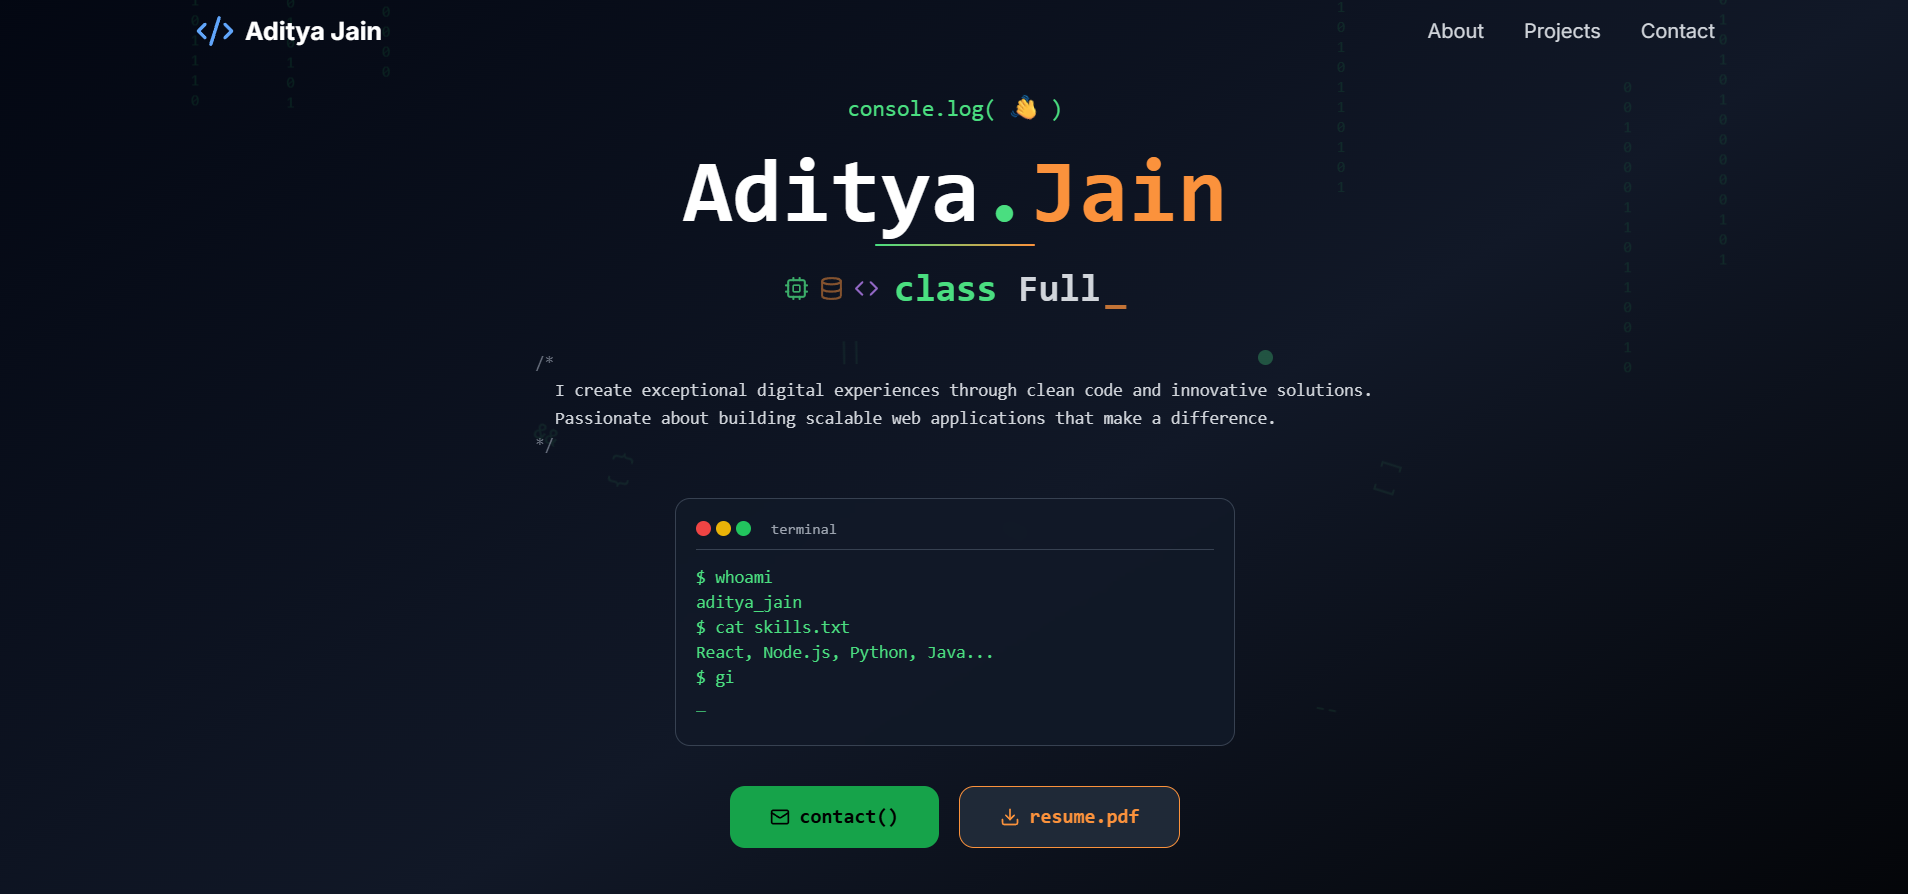 </> Aditya Jain
About Projects Contact
console.log( 👋 )
Aditya.Jain
<> class Full_
/*
I create exceptional digital experiences through clean code and innovative solutions.
Passionate about building scalable web applications that make a difference.
*/
{ }
[ ]
terminal
$ whoami
aditya_jain
$ cat skills.txt
React, Node.js, Python, Java...
$ gi
_
--
contact()
resume.pdf